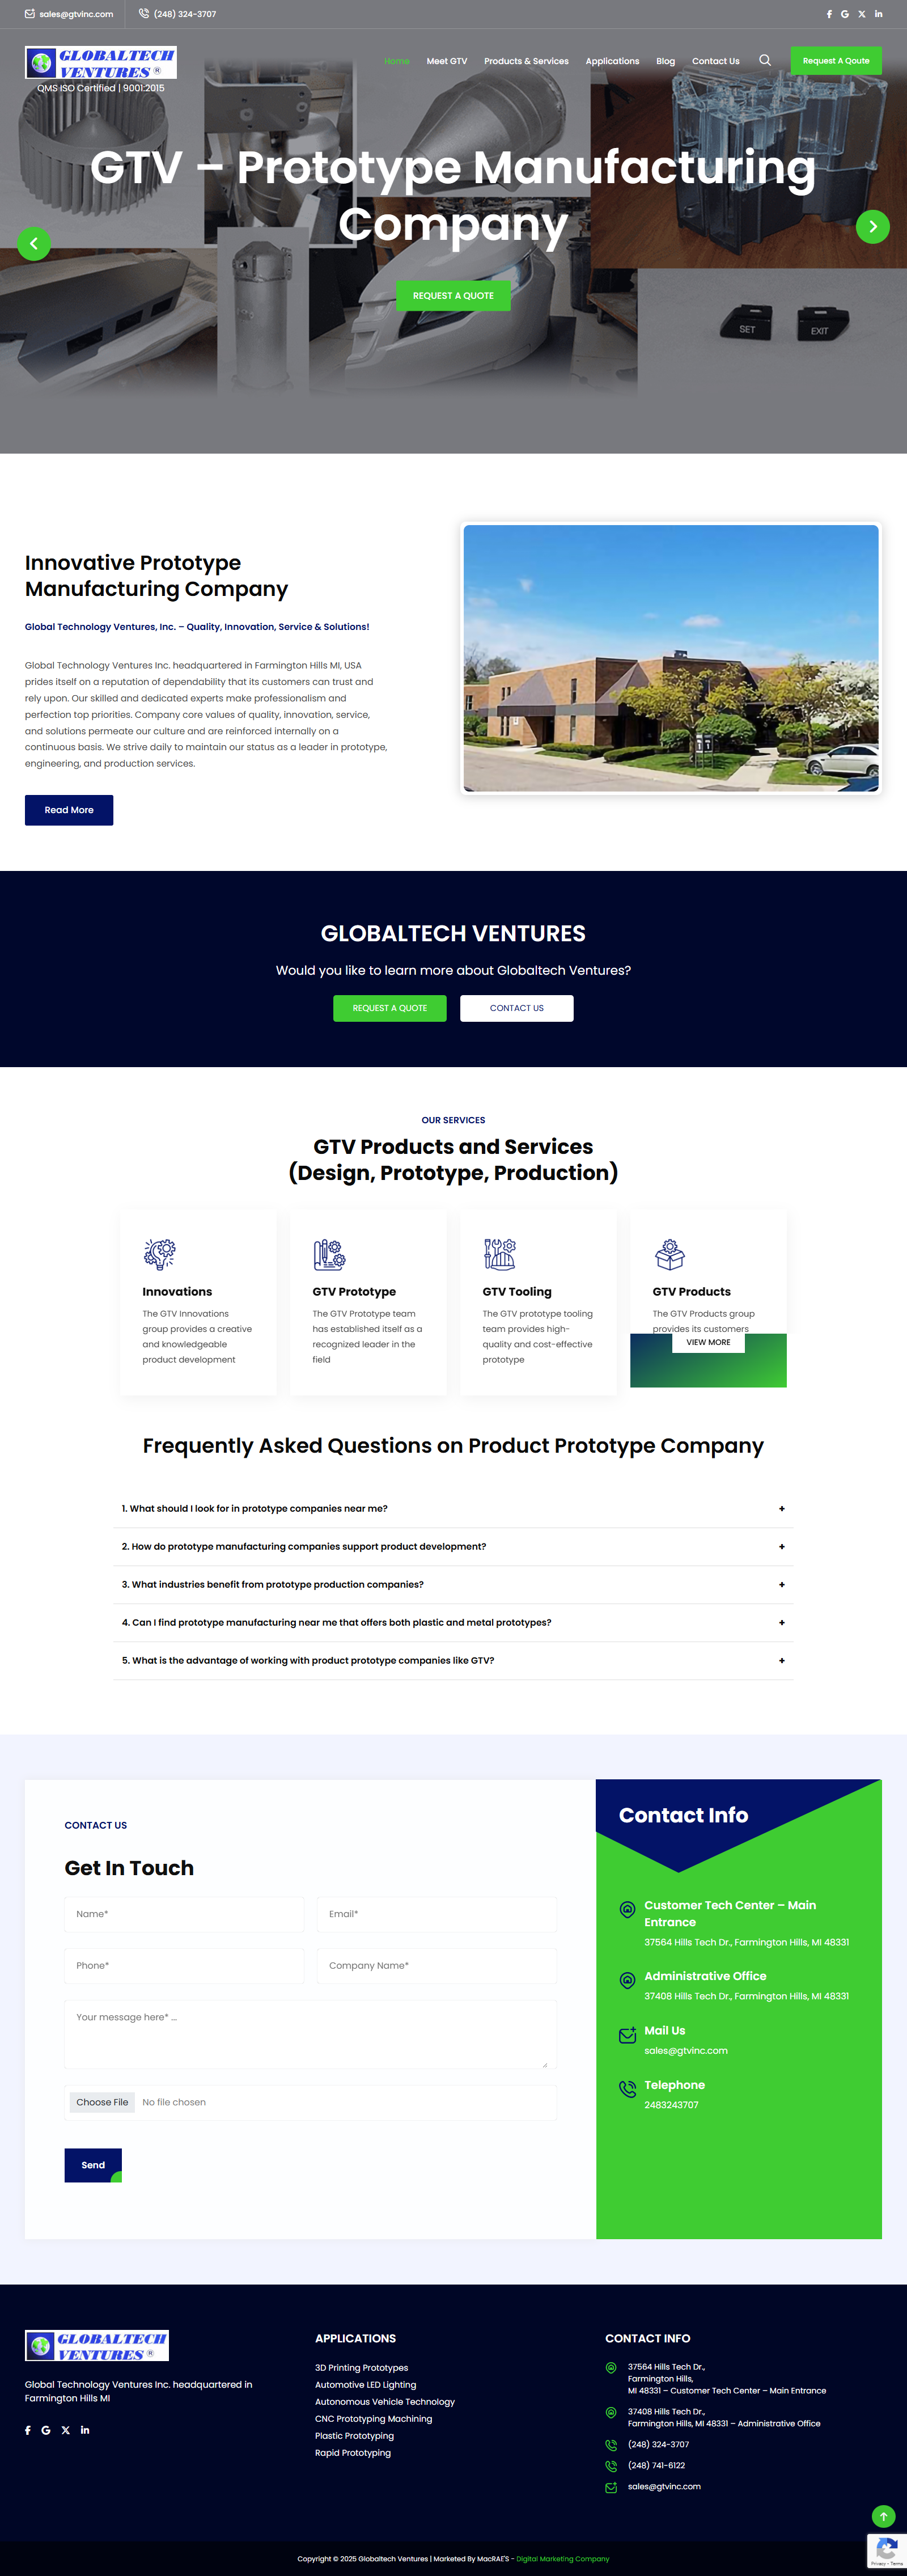 sales@gtvinc.com
(248) 324-3707
GLOBALTECH
VENTURES ®
QMS ISO Certified | 9001:2015
Home
Meet GTV
Products & Services
Applications
Blog
Contact Us
Request A Qoute
GTV – Prototype Manufacturing
Company
REQUEST A QUOTE
SET
EXIT
Innovative Prototype
Manufacturing Company
Global Technology Ventures, Inc. – Quality, Innovation, Service & Solutions!
Global Technology Ventures Inc. headquartered in Farmington Hills MI, USA
prides itself on a reputation of dependability that its customers can trust and
rely upon. Our skilled and dedicated experts make professionalism and
perfection top priorities. Company core values of quality, innovation, service,
and solutions permeate our culture and are reinforced internally on a
continuous basis. We strive daily to maintain our status as a leader in prototype,
engineering, and production services.
Read More
GLOBALTECH VENTURES
Would you like to learn more about Globaltech Ventures?
REQUEST A QUOTE
CONTACT US
OUR SERVICES
GTV Products and Services
(Design, Prototype, Production)
Innovations
The GTV Innovations
group provides a creative
and knowledgeable
product development
GTV Prototype
The GTV Prototype team
has established itself as a
recognized leader in the
field
GTV Tooling
The GTV prototype tooling
team provides high-
quality and cost-effective
prototype
GTV Products
The GTV Products group
provides its customers
VIEW MORE
Frequently Asked Questions on Product Prototype Company
1. What should I look for in prototype companies near me? +
2. How do prototype manufacturing companies support product development? +
3. What industries benefit from prototype production companies? +
4. Can I find prototype manufacturing near me that offers both plastic and metal prototypes? +
5. What is the advantage of working with product prototype companies like GTV? +
CONTACT US
Get In Touch
Name*
Email*
Phone*
Company Name*
Your message here* ...
Choose File No file chosen
Send
Contact Info
Customer Tech Center – Main
Entrance
37564 Hills Tech Dr., Farmington Hills, MI 48331
Administrative Office
37408 Hills Tech Dr., Farmington Hills, MI 48331
Mail Us
sales@gtvinc.com
Telephone
2483243707
GLOBALTECH
VENTURES ®
Global Technology Ventures Inc. headquartered in
Farmington Hills MI
APPLICATIONS
3D Printing Prototypes
Automotive LED Lighting
Autonomous Vehicle Technology
CNC Prototyping Machining
Plastic Prototyping
Rapid Prototyping
CONTACT INFO
37564 Hills Tech Dr.,
Farmington Hills,
MI 48331 – Customer Tech Center – Main Entrance
37408 Hills Tech Dr.,
Farmington Hills, MI 48331 – Administrative Office
(248) 324-3707
(248) 741-6122
sales@gtvinc.com
Copyright © 2025 Globaltech Ventures | Marketed By MacRAE'S - Digital Marketing Company
Privacy - Terms